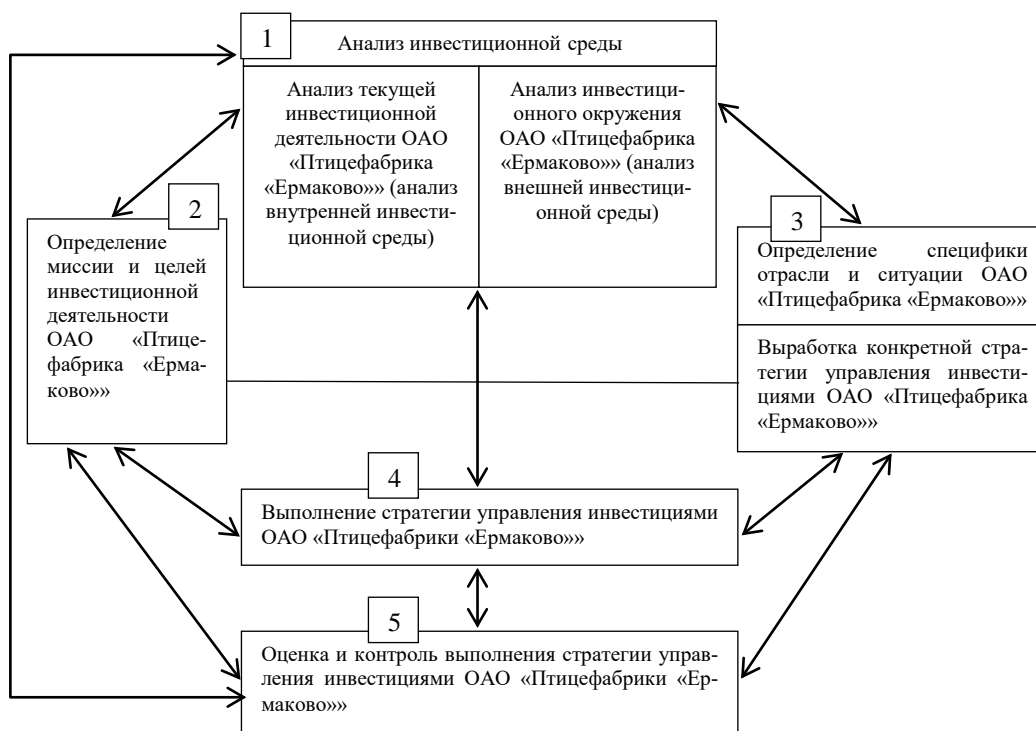 1
Анализ инвестиционной среды
Анализ текущей
инвестиционной
деятельности ОАО
«Птицефабрика
«Ермаково»» (анализ
внутренней инвести-
ционной среды)
Анализ инвестици-
онного окружения
ОАО «Птицефабрика
«Ермаково»» (анализ
внешней инвестици-
онной среды)
2
Определение
миссии и целей
инвестиционной
деятельности
ОАО «Птице-
фабрика «Ерма-
ково»»
3
Определение специфики
отрасли и ситуации ОАО
«Птицефабрика «Ермаково»»
Выработка конкретной стра-
тегии управления инвести-
циями ОАО «Птицефабрика
«Ермаково»»
4
Выполнение стратегии управления инвестициями
ОАО «Птицефабрики «Ермаково»»
5
Оценка и контроль выполнения стратегии управ-
ления инвестициями ОАО «Птицефабрики «Ер-
маково»»